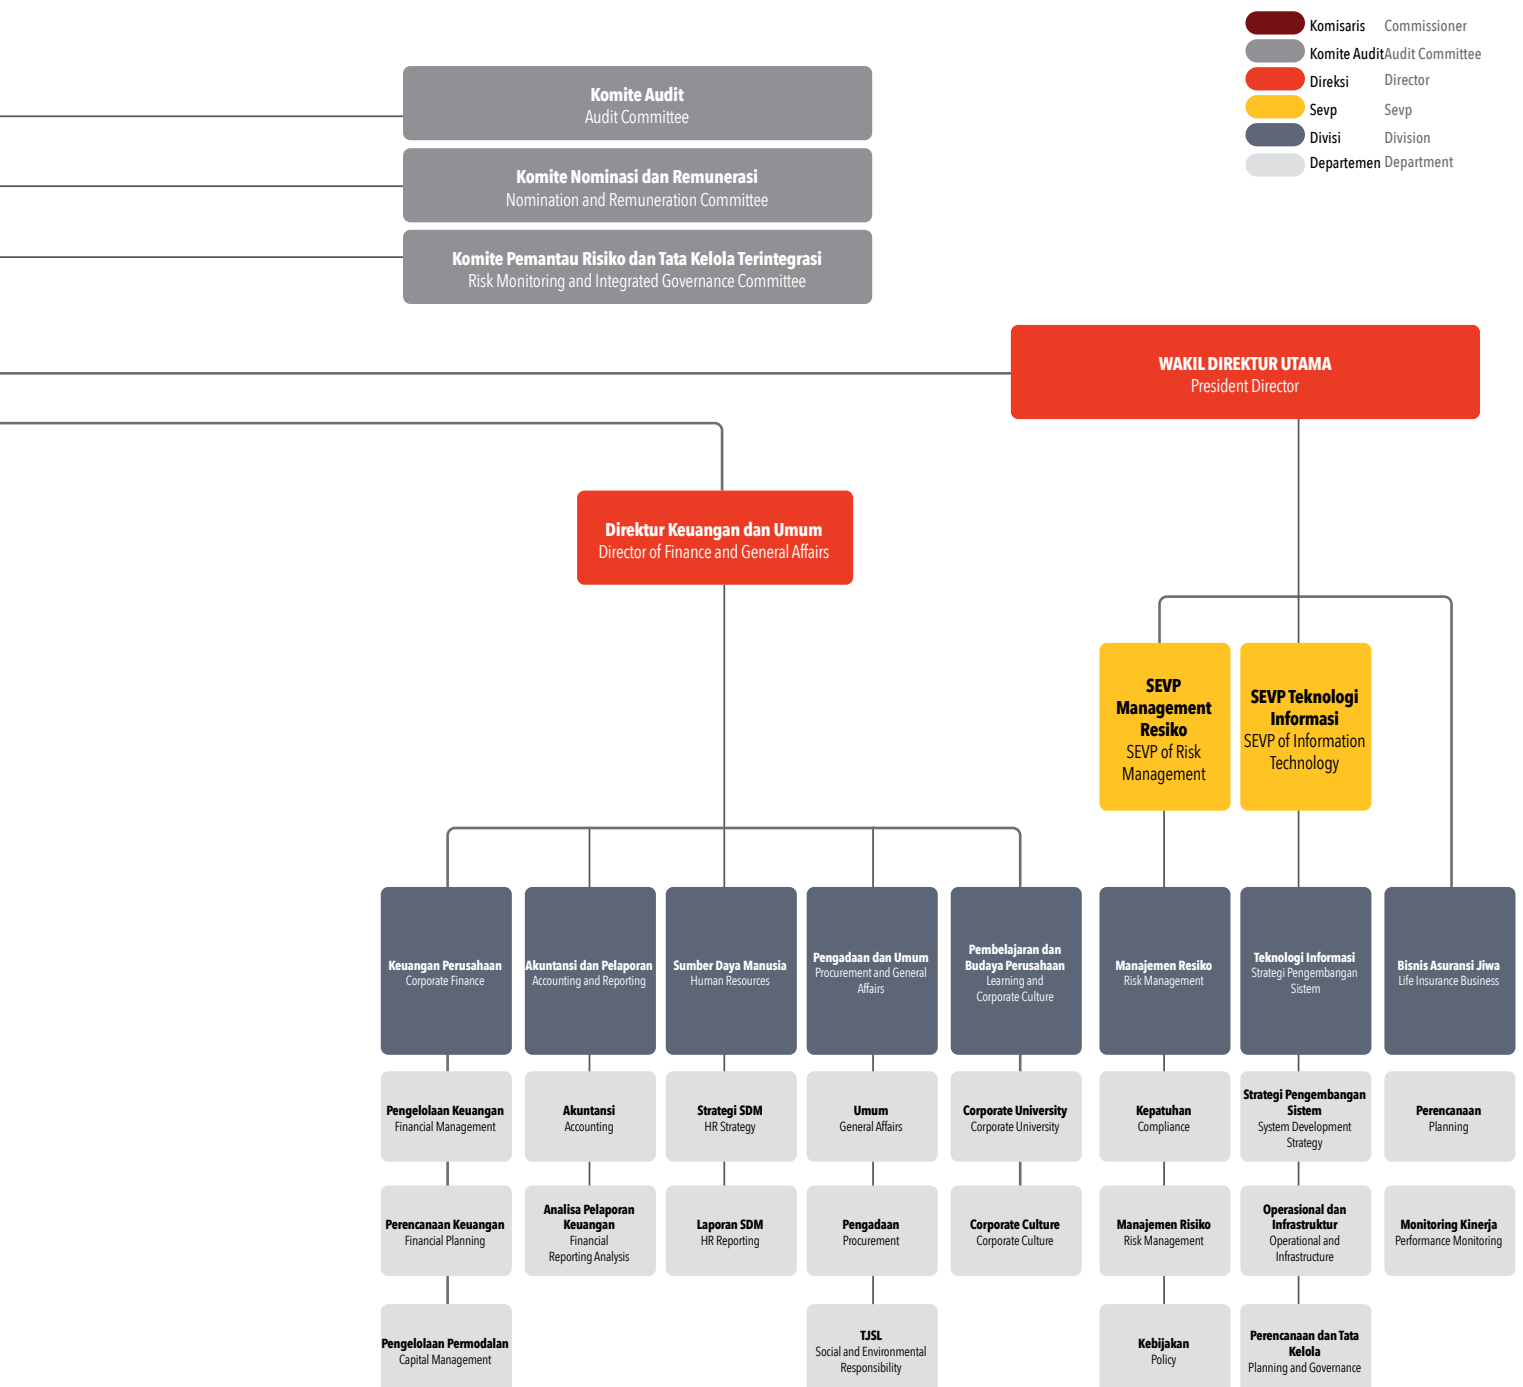 Komisaris Commissioner
Komite Audit Audit Committee
Direksi Director
Sevp Sevp
Divisi Division
Departemen Department
Komite Audit
Audit Committee
Komite Nominasi dan Remunerasi
Nomination and Remuneration Committee
Komite Pemantau Risiko dan Tata Kelola Terintegrasi
Risk Monitoring and Integrated Governance Committee
WAKIL DIREKTUR UTAMA
President Director
Direktur Keuangan dan Umum
Director of Finance and General Affairs
SEVP
Management
Resiko
SEVP of Risk
Management
SEVP Teknologi
Informasi
SEVP of Information
Technology
Keuangan Perusahaan
Corporate Finance
Akuntansi dan Pelaporan
Accounting and Reporting
Sumber Daya Manusia
Human Resources
Pengadaan dan Umum
Procurement and General
Affairs
Pembelajaran dan
Budaya Perusahaan
Learning and
Corporate Culture
Manajemen Resiko
Risk Management
Teknologi Informasi
Strategi Pengembangan
Sistem
Bisnis Asuransi Jiwa
Life Insurance Business
Pengelolaan Keuangan
Financial Management
Akuntansi
Accounting
Strategi SDM
HR Strategy
Umum
General Affairs
Corporate University
Corporate University
Kepatuhan
Compliance
Strategi Pengembangan
Sistem
System Development
Strategy
Perencanaan
Planning
Perencanaan Keuangan
Financial Planning
Analisa Pelaporan
Keuangan
Financial
Reporting Analysis
Laporan SDM
HR Reporting
Pengadaan
Procurement
Corporate Culture
Corporate Culture
Manajemen Risiko
Risk Management
Operasional dan
Infrastruktur
Operational and
Infrastructure
Monitoring Kinerja
Performance Monitoring
Pengelolaan Permodalan
Capital Management
TJSL
Social and Environmental
Responsibility
Kebijakan
Policy
Perencanaan dan Tata
Kelola
Planning and Governance